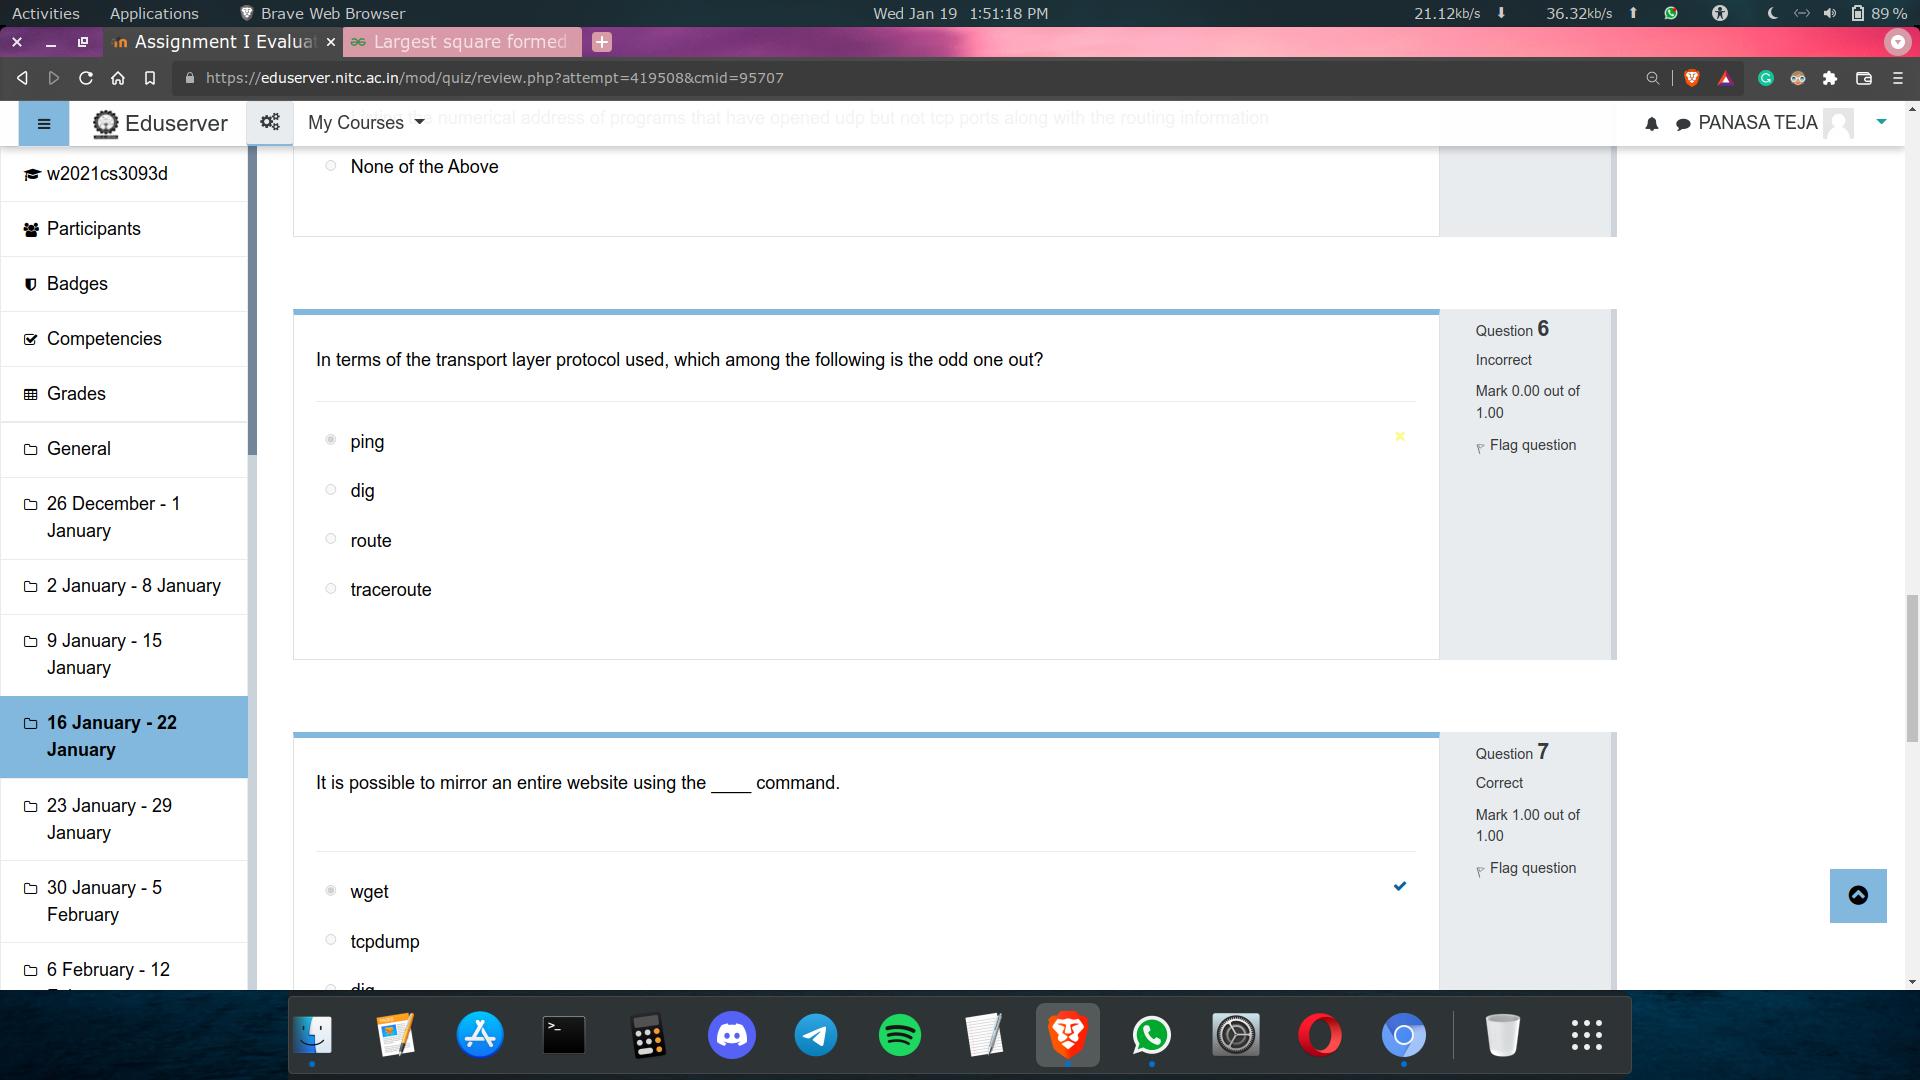 Activities Applications Brave Web Browser Wed Jan 19 1:51:18 PM 21.12kb/s 36.32kb/s 89 %
Assignment I Evaluat Largest square formed
https://eduserver.nitc.ac.in/mod/quiz/review.php?attempt=419508&cmid=95707
Eduserver My Courses PANASA TEJA
the numerical address of programs that have opened udp but not tcp ports along with the routing information
w2021cs3093d
Participants
Badges
Competencies
Grades
General
26 December - 1
January
2 January - 8 January
9 January - 15
January
16 January - 22
January
23 January - 29
January
30 January - 5
February
6 February - 12
None of the Above
In terms of the transport layer protocol used, which among the following is the odd one out?
ping
dig
route
traceroute
Question 6
Incorrect
Mark 0.00 out of
1.00
Flag question
It is possible to mirror an entire website using the ____ command.
wget
tcpdump
dig
Question 7
Correct
Mark 1.00 out of
1.00
Flag question